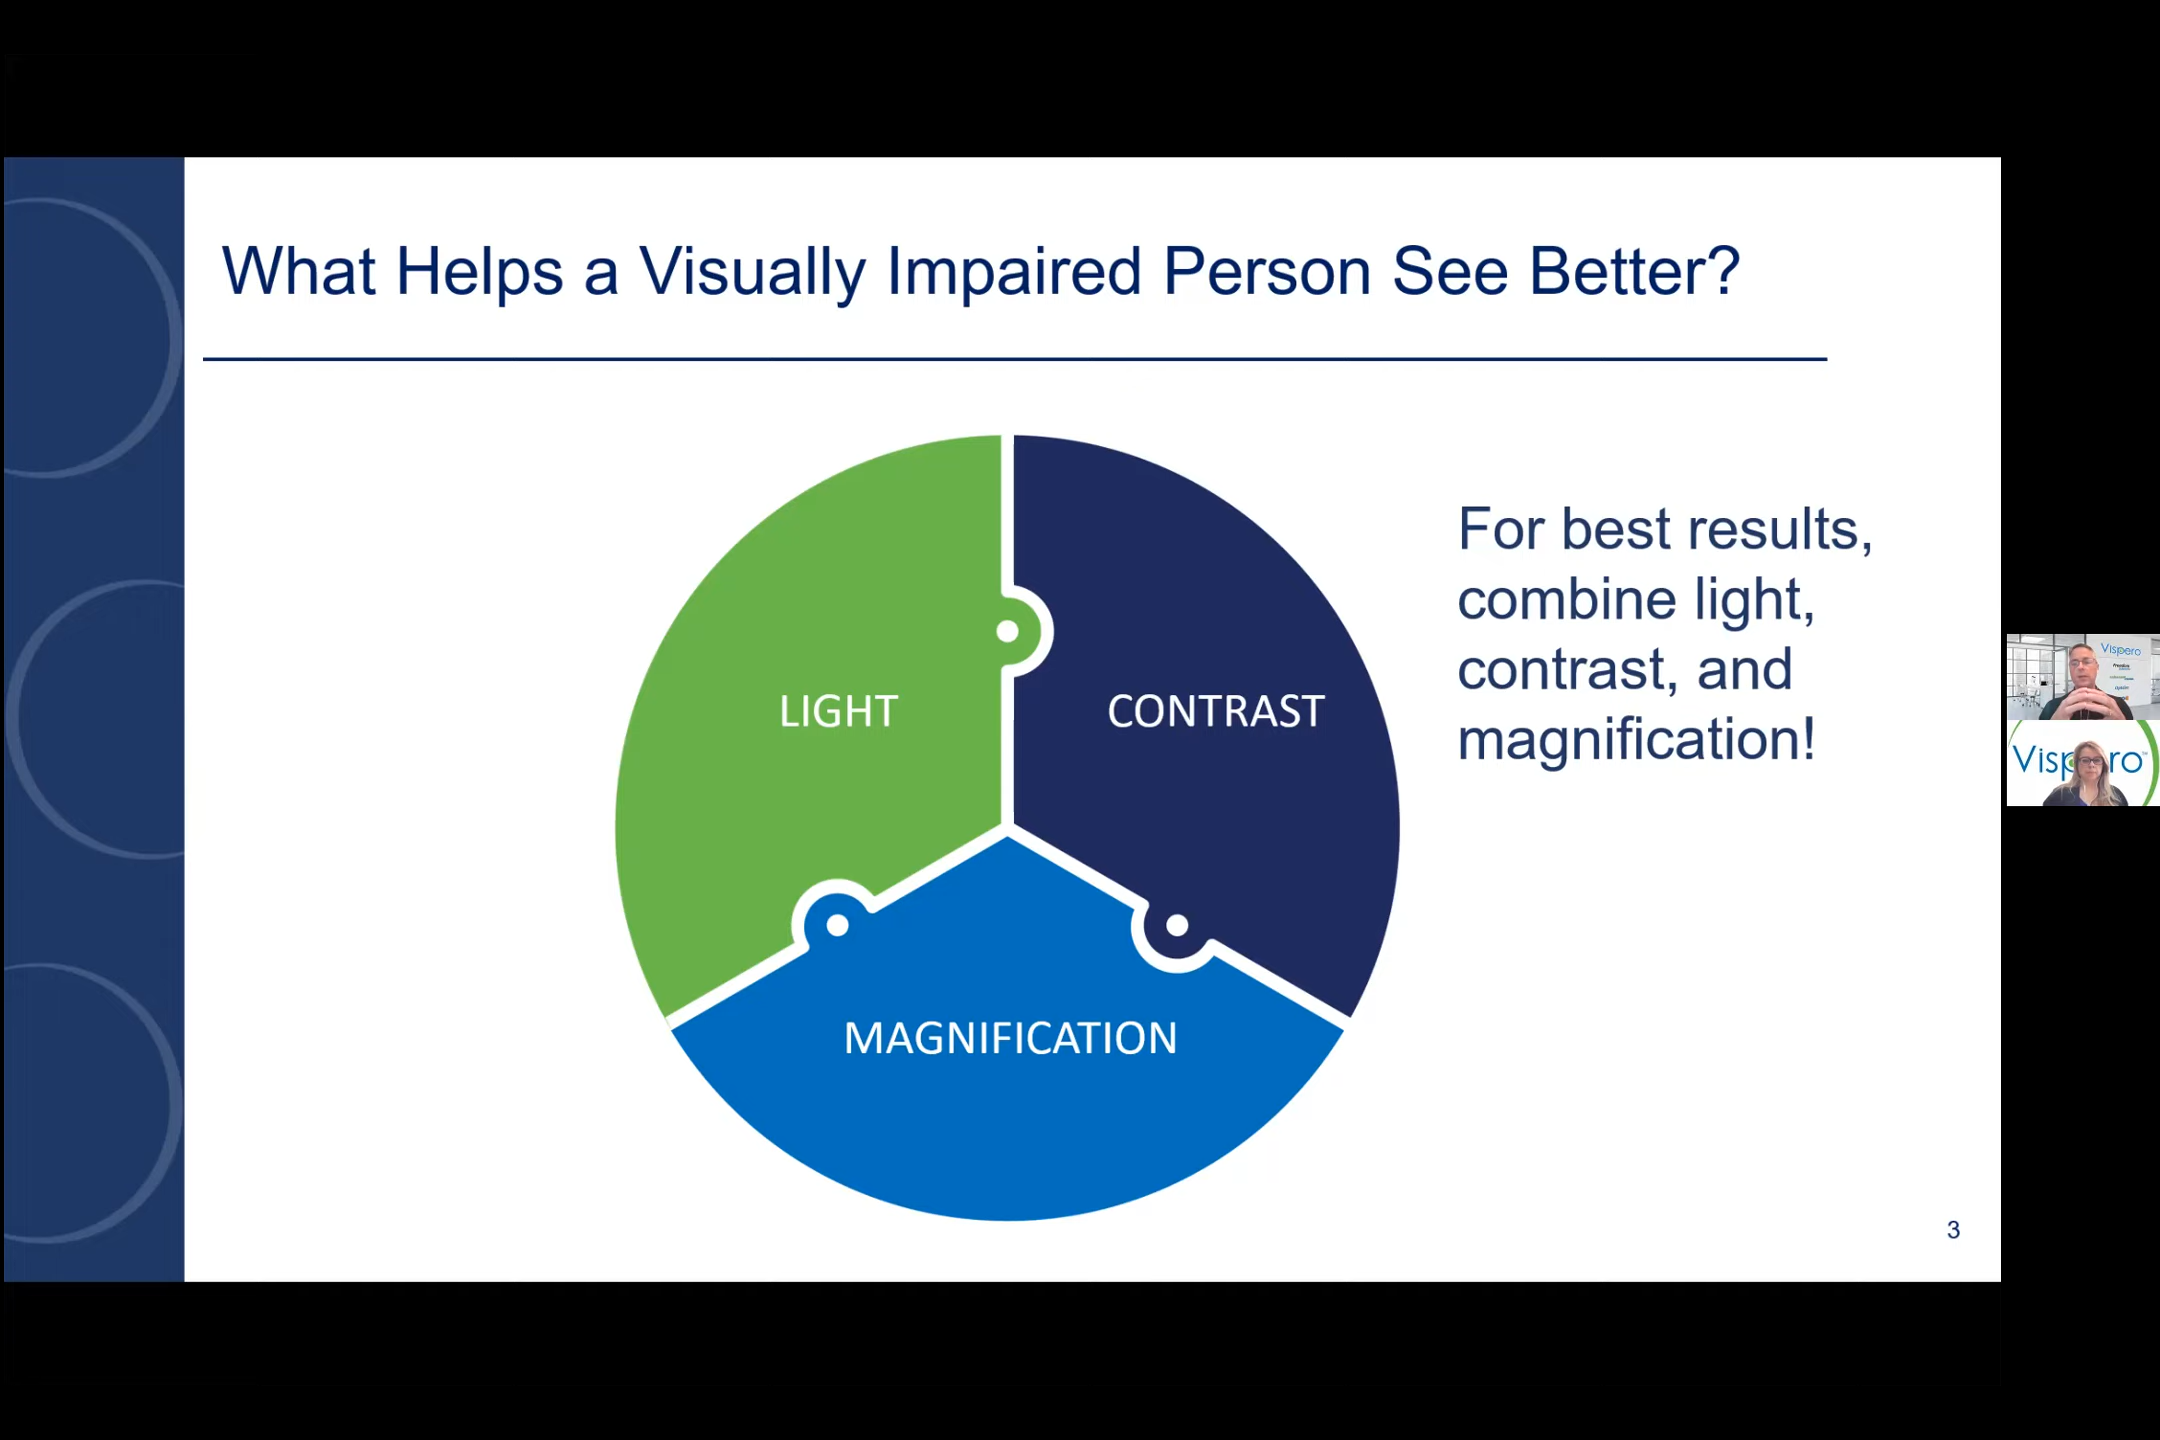 What Helps a Visually Impaired Person See Better?
LIGHT
CONTRAST
MAGNIFICATION
For best results,
combine light,
contrast, and
magnification!
3
Vispero
Vispero